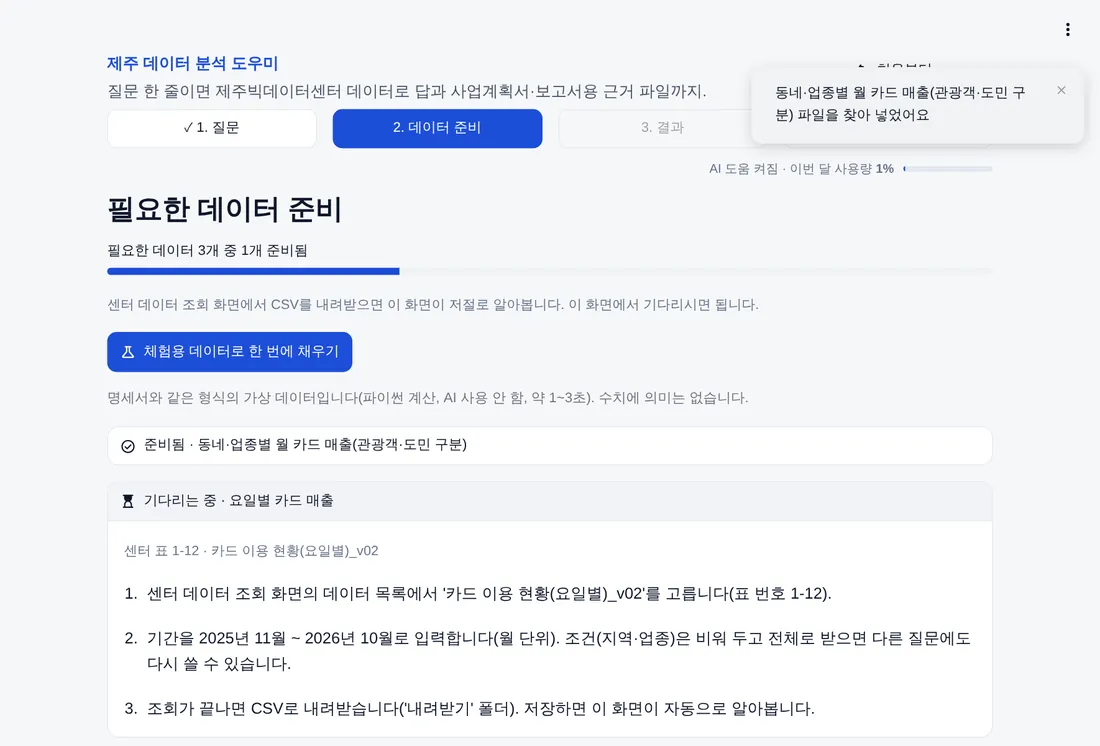 제주 데이터 분석 도우미
질문 한 줄이면 제주빅데이터센터 데이터로 답과 사업계획서·보고서용 근거 파일까지.
동네·업종별 월 카드 매출(관광객·도민 구
분) 파일을 찾아 넣었어요
✓ 1. 질문
2. 데이터 준비
3. 결과
AI 도움 켜짐 · 이번 달 사용량 1%
필요한 데이터 준비
필요한 데이터 3개 중 1개 준비됨
센터 데이터 조회 화면에서 CSV를 내려받으면 이 화면이 저절로 알아봅니다. 이 화면에서 기다리시면 됩니다.
체험용 데이터로 한 번에 채우기
명세서와 같은 형식의 가상 데이터입니다(파이썬 계산, AI 사용 안 함, 약 1~3초). 수치에 의미는 없습니다.
준비됨 · 동네·업종별 월 카드 매출(관광객·도민 구분)
기다리는 중 · 요일별 카드 매출
센터 표 1-12 · 카드 이용 현황(요일별)_v02
1. 센터 데이터 조회 화면의 데이터 목록에서 '카드 이용 현황(요일별)_v02'를 고릅니다(표 번호 1-12).
2. 기간을 2025년 11월 ~ 2026년 10월로 입력합니다(월 단위). 조건(지역·업종)은 비워 두고 전체로 받으면 다른 질문에도
다시 쓸 수 있습니다.
3. 조회가 끝나면 CSV로 내려받습니다('내려받기' 폴더). 저장하면 이 화면이 자동으로 알아봅니다.